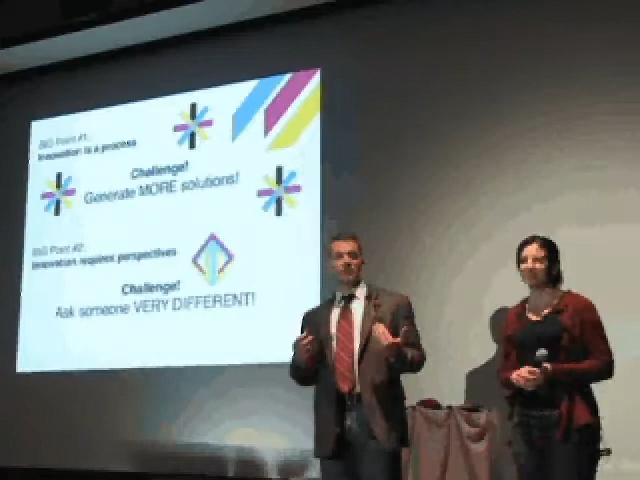 BIG Point #1:
Innovation is a process
Challenge!
Generate MORE solutions!
BIG Point #2:
Innovation requires perspectives
Challenge!
Ask someone VERY DIFFERENT!